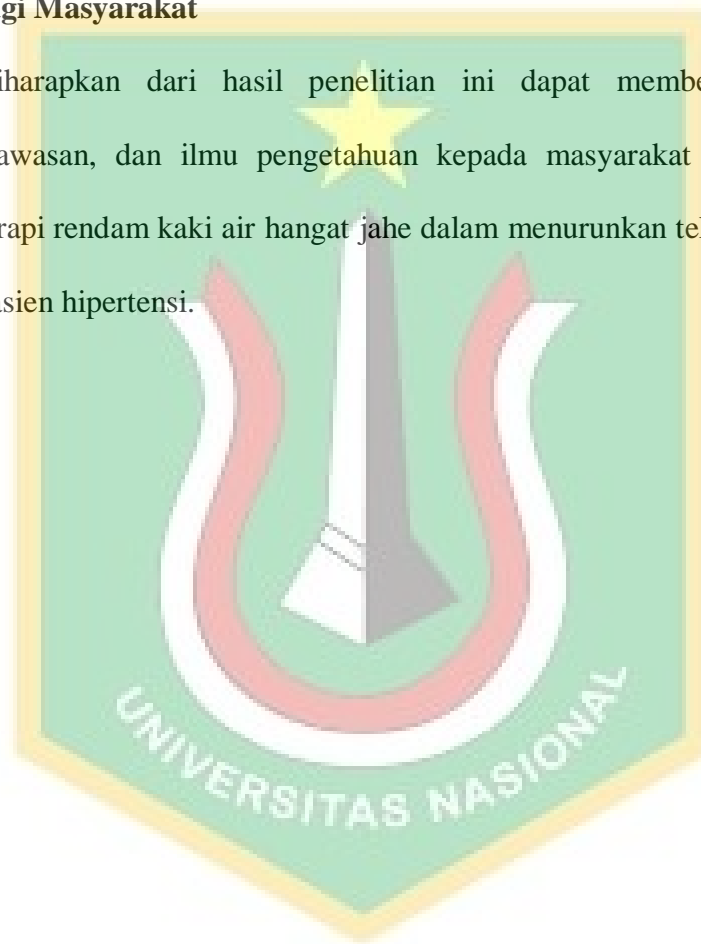 gi Masyarakat
iharapkan dari hasil penelitian ini dapat membe
awasan, dan ilmu pengetahuan kepada masyarakat
rapi rendam kaki air hangat jahe dalam menurunkan te
asien hipertensi.
UNIVERSITAS NASIONAL